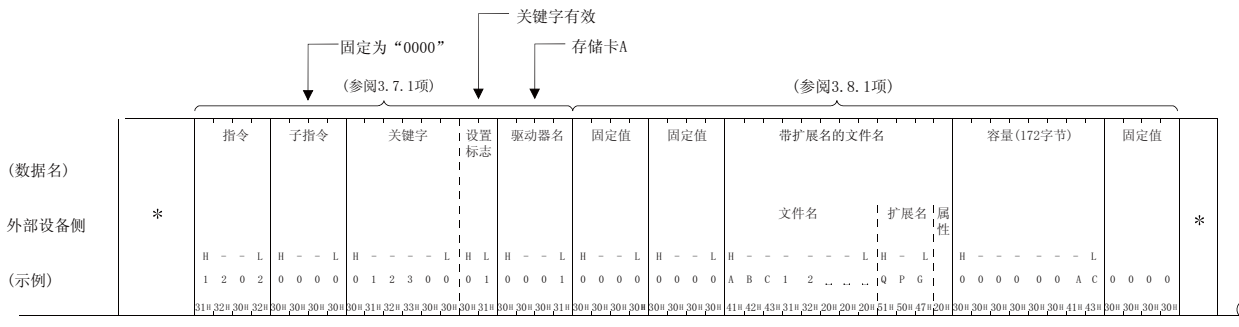 关键字有效
固定为“0000”
存储卡A
(参阅3.7.1项)
(参阅3.8.1项)
指令 子指令 关键字 设置标志 驱动器名 固定值 固定值 带扩展名的文件名 容量(172字节) 固定值
(数据名)
文件名 扩展名 属性
外部设备侧
* *
H - - L H - - L H - - - - L H L H - - L H - - L H - - L H - - - - - - L H - L H - - - - - - L
(示例)
1 2 0 2 0 0 0 0 0 1 2 3 0 0 0 1 0 0 0 1 0 0 0 0 0 0 0 0 A B C 1 2 ␣ ␣ ␣ Q P G 0 0 0 0 0 0 A C 0 0 0 0
31H 32H 30H 32H 30H 30H 30H 30H 30H 31H 32H 33H 30H 30H 30H 31H 30H 30H 30H 31H 30H 30H 30H 30H 30H 30H 30H 30H 41H 42H 43H 31H 32H 20H 20H 20H 51H 50H 47H 20H 30H 30H 30H 30H 30H 30H 41H 43H 30H 30H 30H 30H